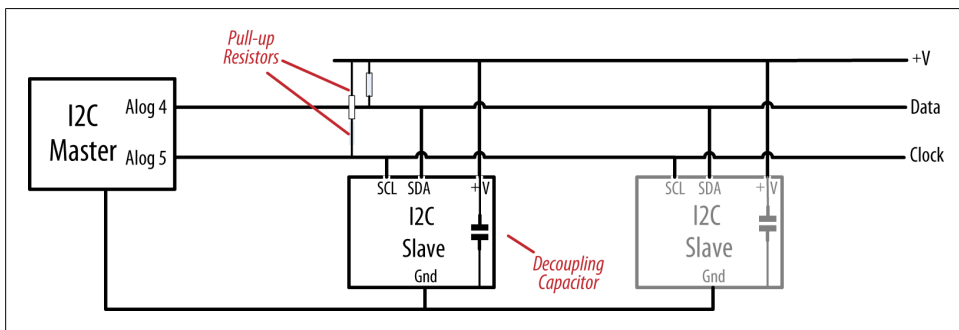 Pull-up
Resistors
+V
I2C
Master
Alog 4
Data
Alog 5
Clock
SCL SDA +V
I2C
Slave
Gnd
SCL SDA +V
I2C
Slave
Gnd
Decoupling
Capacitor